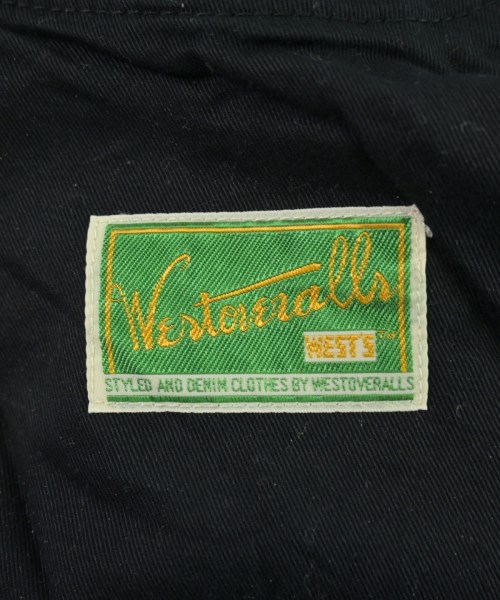 Westoveralls
WEST'S
STYLED AND DENIM CLOTHES BY WESTOVERALLS